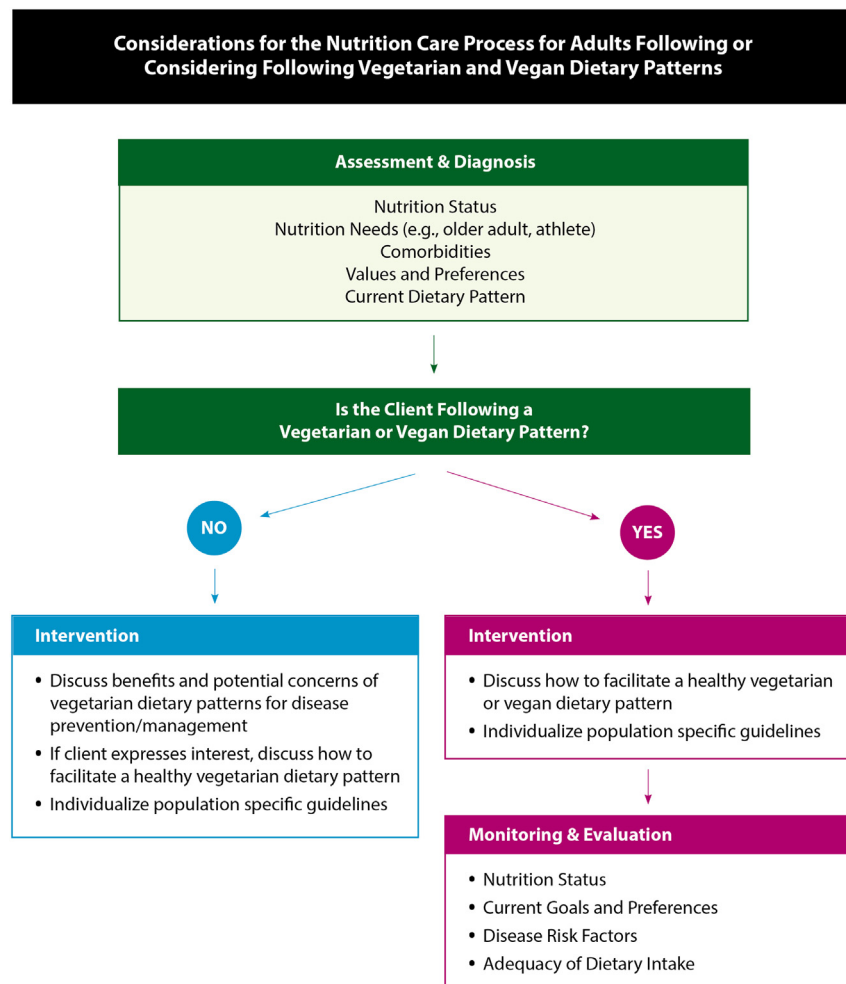 Considerations for the Nutrition Care Process for Adults Following or
Considering Following Vegetarian and Vegan Dietary Patterns
Assessment & Diagnosis
Nutrition Status
Nutrition Needs (e.g., older adult, athlete)
Comorbidities
Values and Preferences
Current Dietary Pattern
Is the Client Following a
Vegetarian or Vegan Dietary Pattern?
NO
YES
Intervention
• Discuss benefits and potential concerns of
vegetarian dietary patterns for disease
prevention/management
• If client expresses interest, discuss how to
facilitate a healthy vegetarian dietary pattern
• Individualize population specific guidelines
Intervention
• Discuss how to facilitate a healthy vegetarian
or vegan dietary pattern
• Individualize population specific guidelines
Monitoring & Evaluation
• Nutrition Status
• Current Goals and Preferences
• Disease Risk Factors
• Adequacy of Dietary Intake